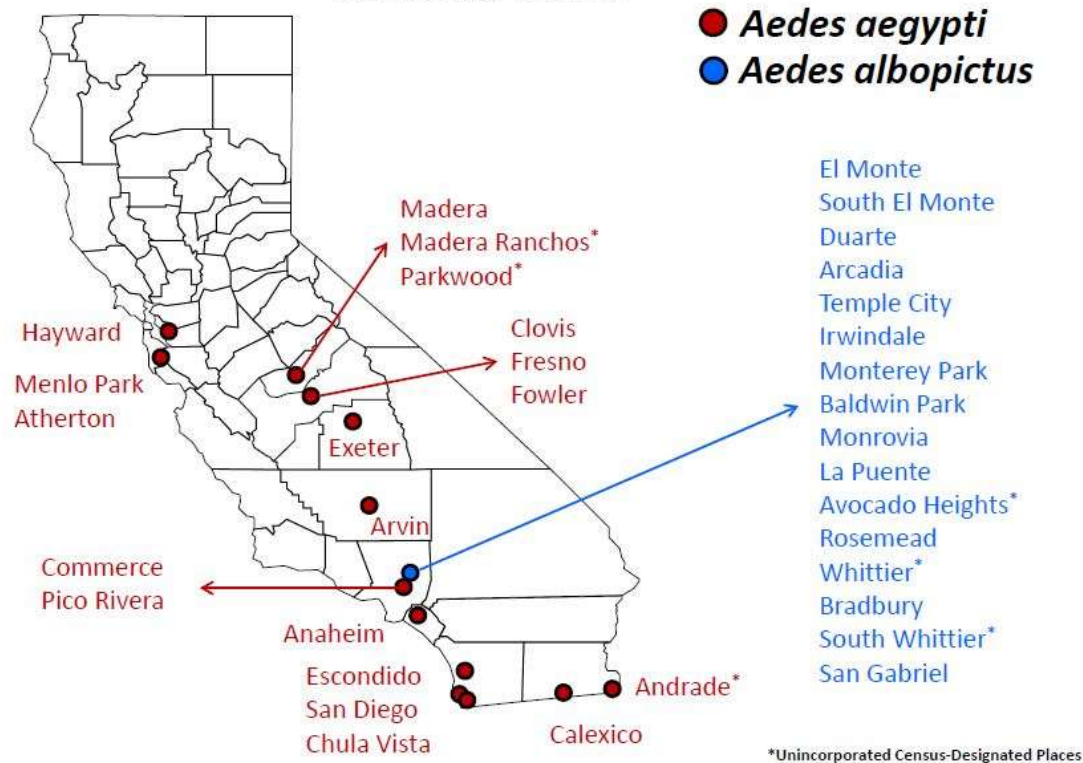 Aedes aegypti
Aedes albopictus
El Monte
South El Monte
Duarte
Arcadia
Temple City
Irwindale
Monterey Park
Baldwin Park
Monrovia
La Puente
Avocado Heights*
Rosemead
Whittier*
Bradbury
South Whittier*
San Gabriel
Madera
Madera Ranchos*
Parkwood*
Clovis
Fresno
Fowler
Hayward
Menlo Park
Atherton
Exeter
Arvin
Commerce
Pico Rivera
Anaheim
Escondido
San Diego
Chula Vista
Andrade*
Calexico
*Unincorporated Census-Designated Places